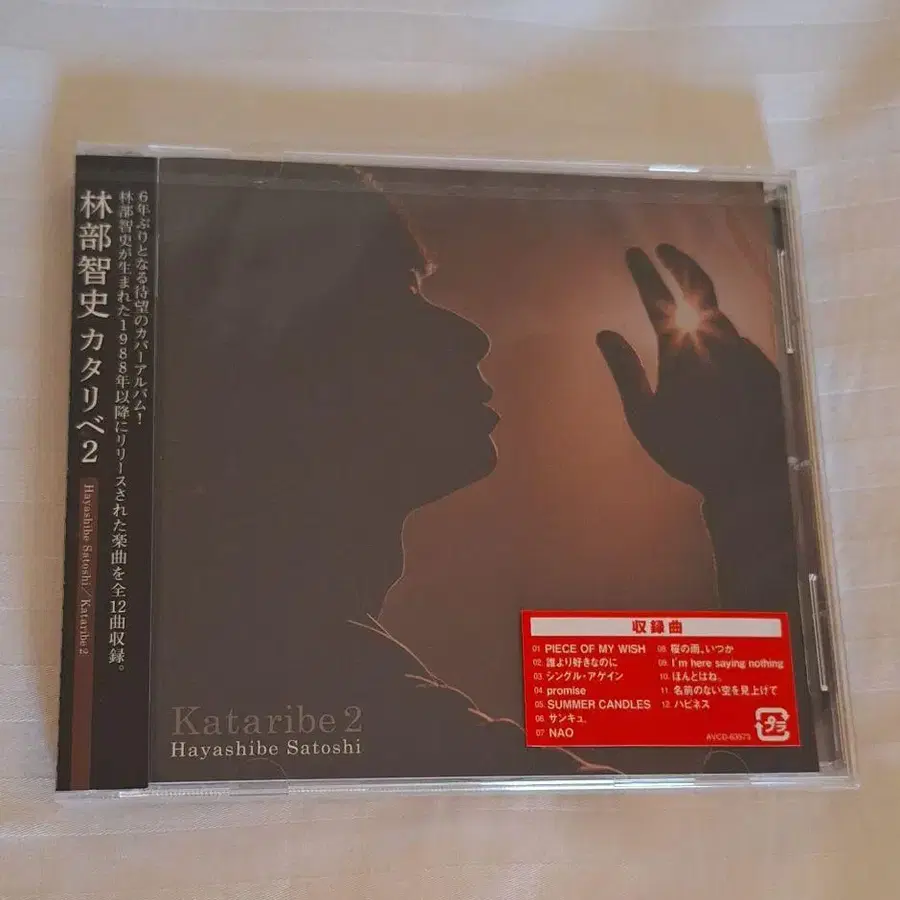 林部智史 カタリベ2
Hayashibe Satoshi／Kataribe 2
6年ぶりとなる待望のカバーアルバム！
林部智史が生まれた1988年以降にリリースされた楽曲を全12曲収録。
Kataribe 2
Hayashibe Satoshi
収録曲
01 PIECE OF MY WISH
02. 誰より好きなのに
03. シングル・アゲイン
04 promise
05. SUMMER CANDLES
06. サンキュ.
07 NAO
08. 桜の雨、いつか
09. I'm here saying nothing
10. ほんとはね。
11. 名前のない空を見上げて
12. ハピネス
プラ
AVCD-63573